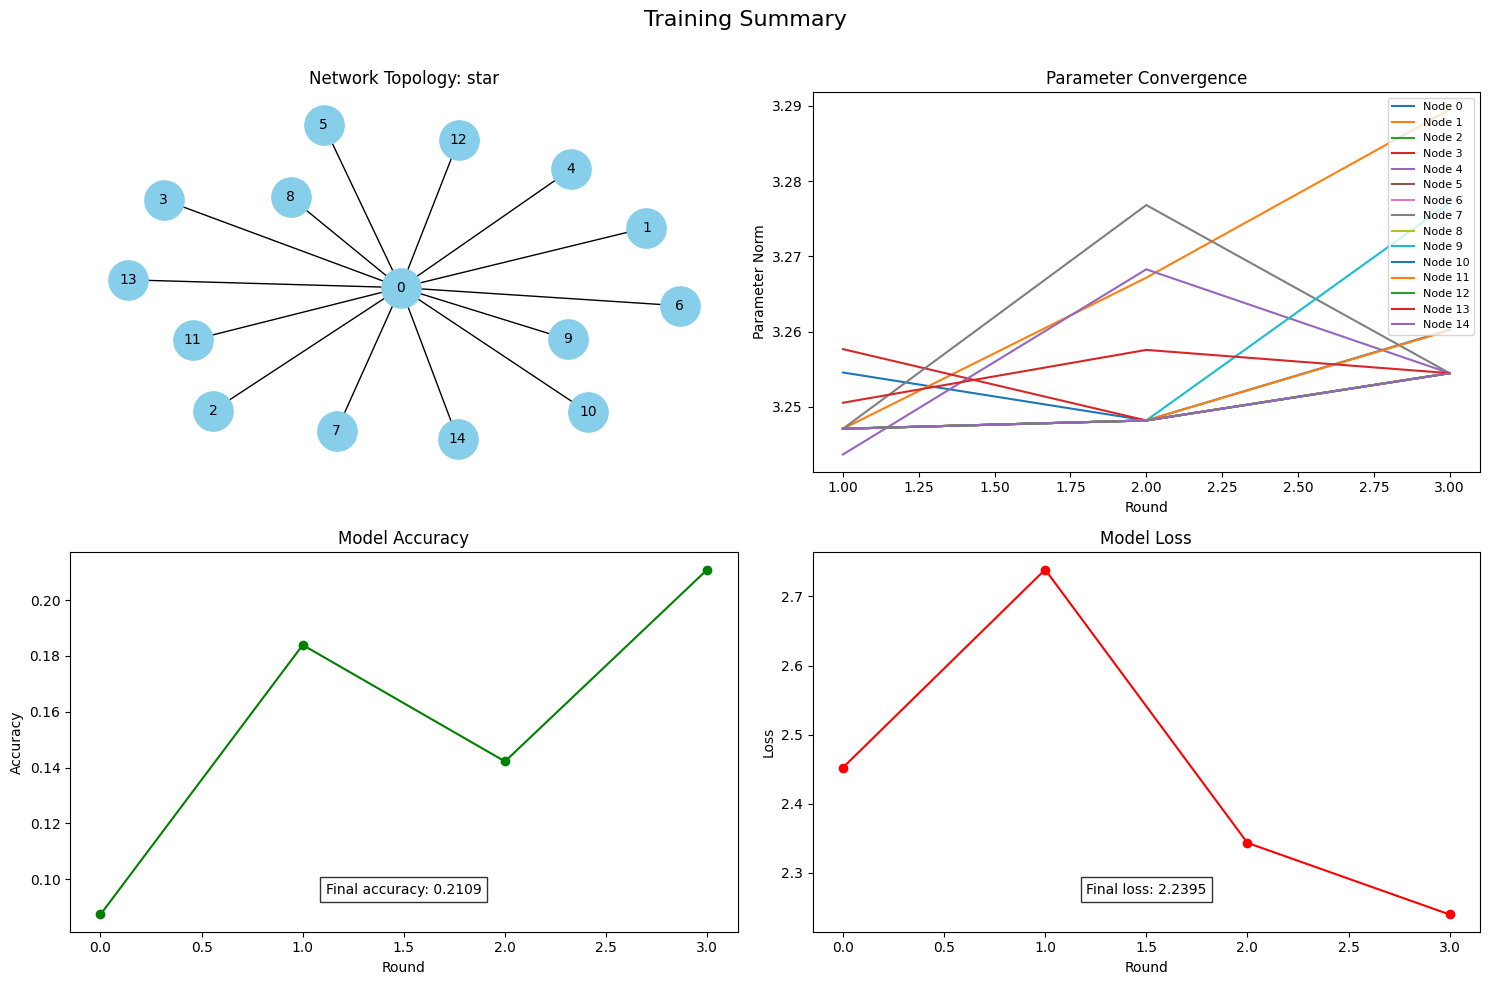 Training Summary
Network Topology: star
5
12
4
3
8
1
13
0
6
11
9
2
7
14
10
Parameter Convergence
Parameter Norm
3.29
3.28
3.27
3.26
3.25
Node 0
Node 1
Node 2
Node 3
Node 4
Node 5
Node 6
Node 7
Node 8
Node 9
Node 10
Node 11
Node 12
Node 13
Node 14
1.00 1.25 1.50 1.75 2.00 2.25 2.50 2.75 3.00
Round
Model Accuracy
Accuracy
0.20
0.18
0.16
0.14
0.12
0.10
Final accuracy: 0.2109
0.0 0.5 1.0 1.5 2.0 2.5 3.0
Round
Model Loss
Loss
2.7
2.6
2.5
2.4
2.3
Final loss: 2.2395
0.0 0.5 1.0 1.5 2.0 2.5 3.0
Round